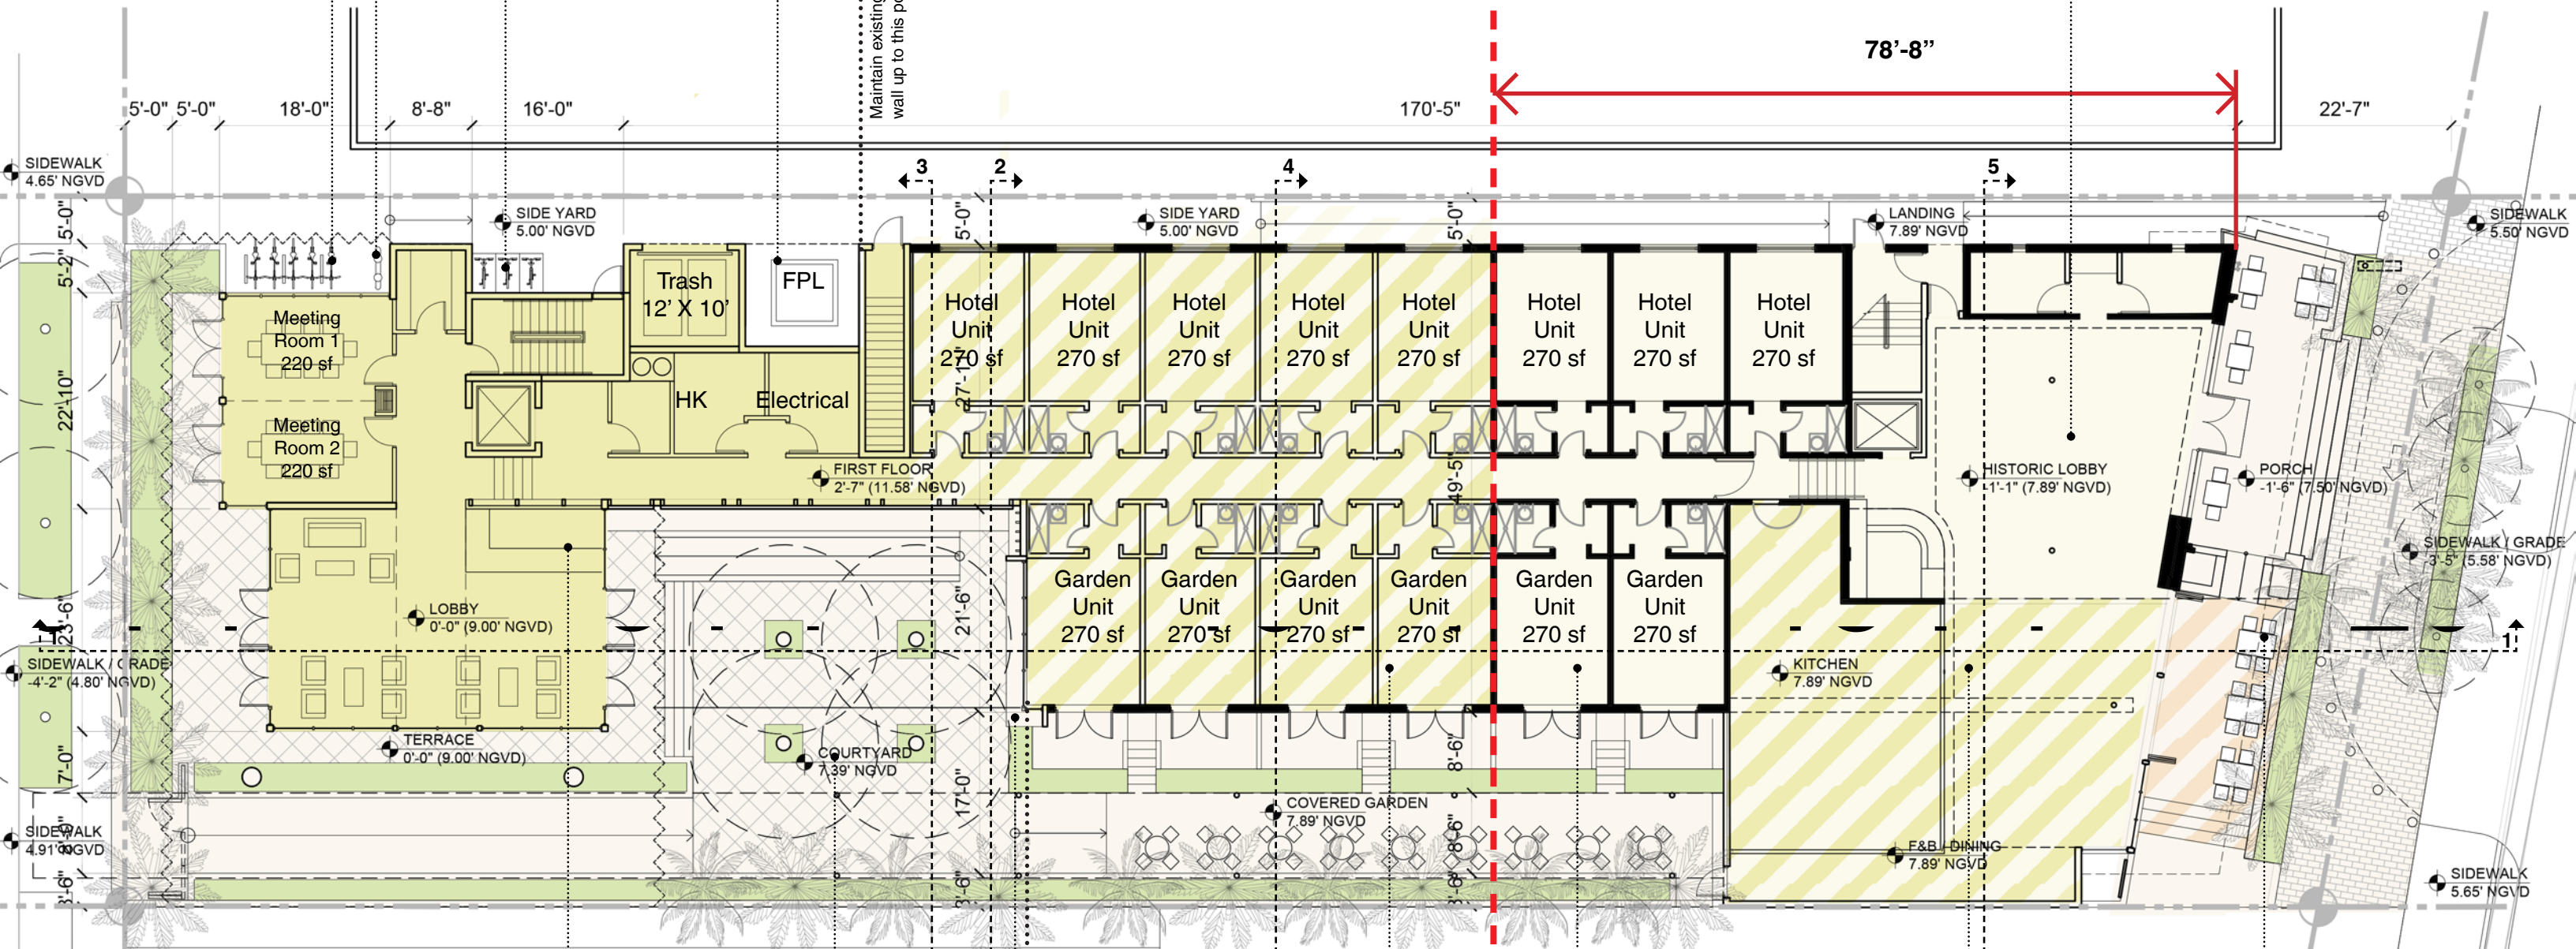 Maintain existing
wall up to this po
78’-8”
5'-0" 5'-0" 18'-0" 8'-8" 16'-0" 170'-5" 22'-7"
SIDEWALK
4.65' NGVD
3 2 4 5
5'-0"
SIDE YARD
5.00' NGVD
5'-0"
SIDE YARD
5.00' NGVD
5'-0"
LANDING
7.89' NGVD
SIDEWALK
5.50' NGVD
5'-2"
Trash
12’ X 10’
FPL
Meeting
Room 1
220 sf
Meeting
Room 2
220 sf
22'-10"
HK
Electrical
Hotel
Unit
270 sf
Hotel
Unit
270 sf
Hotel
Unit
270 sf
Hotel
Unit
270 sf
Hotel
Unit
270 sf
Hotel
Unit
270 sf
Hotel
Unit
270 sf
Hotel
Unit
270 sf
FIRST FLOOR
2'-7" (11.58' NGVD)
49'-5"
HISTORIC LOBBY
-1'-1" (7.89' NGVD)
PORCH
-1'-6" (7.50' NGVD)
SIDEWALK / GRADE
-3'-5" (5.58' NGVD)
Garden
Unit
270 sf
Garden
Unit
270 sf
Garden
Unit
270 sf
Garden
Unit
270 sf
Garden
Unit
270 sf
Garden
Unit
270 sf
23'-6"
LOBBY
0'-0" (9.00' NGVD)
21'-6"
1
1
SIDEWALK / GRADE
-4'-2" (4.80' NGVD)
KITCHEN
7.89' NGVD
7'-0"
TERRACE
0'-0" (9.00' NGVD)
COURTYARD
7.39' NGVD
8'-6"
17'-0"
COVERED GARDEN
7.89' NGVD
8'-6"
SIDEWALK
4.91' NGVD
F&B / DINING
7.89' NGVD
SIDEWALK
5.65' NGVD
3'-6"
3'-6"
3'-6"